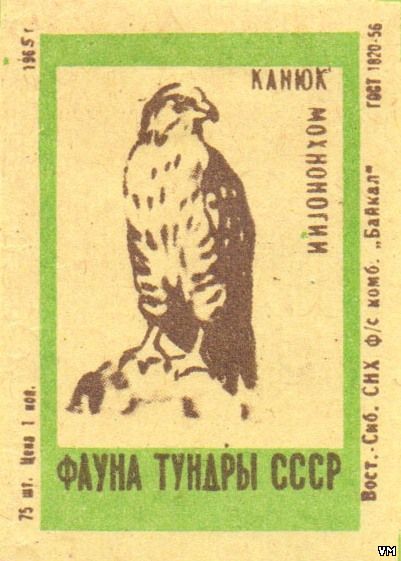 1965 г
КАНЮК
МОХНОНОГИЙ
ГОСТ 1820-56
75 шт. Цена 1 коп.
Вост.-Сиб. СНХ ф/с комб. „Байкал"
ФАУНА ТУНДРЫ СССР
VM